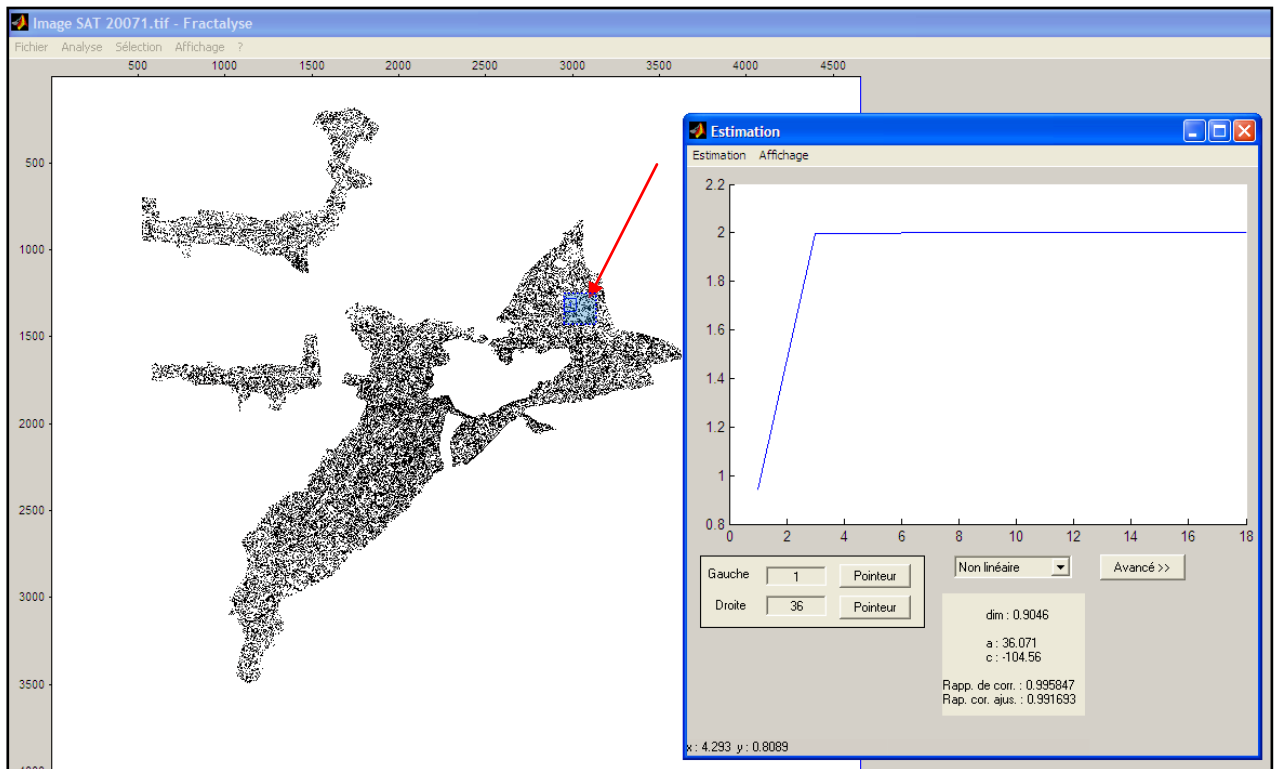 Image SAT 20071.tif - Fractalyse
Fichier Analyse Sélection Affichage ?
500 1000 1500 2000 2500 3000 3500 4000 4500
500
1000
1500
2000
2500
3000
3500
4000
Estimation
Estimation Affichage
2.2
2
1.8
1.6
1.4
1.2
1
0.8
0 2 4 6 8 10 12 14 16 18
Gauche 1 Pointeur
Droite 36 Pointeur
Non linéaire
Avancé >>
dim : 0.9046
a : 36.071
c : -104.56
Rapp. de corr. : 0.995847
Rap. cor. ajus. : 0.991693
x : 4.293 y : 0.8089